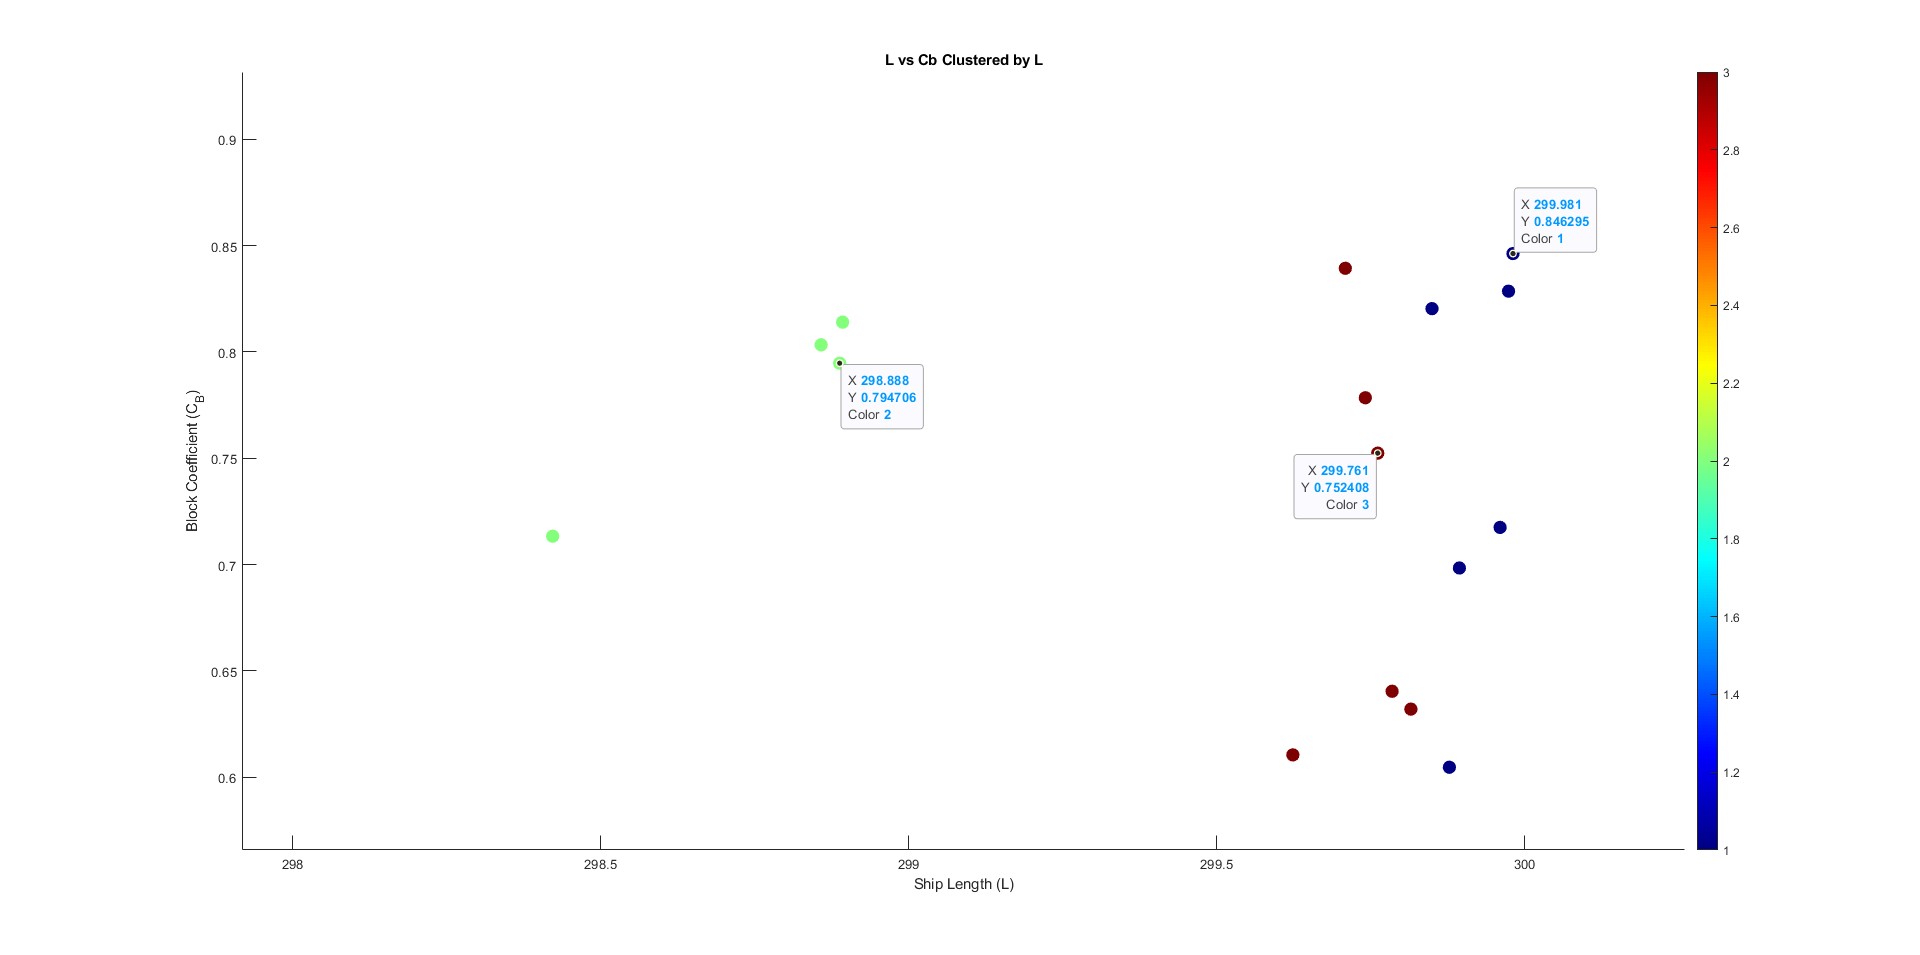 L vs Cb Clustered by L
0.9
0.85
0.8
0.75
0.7
0.65
0.6
Block Coefficient (C_B)
X 299.981
Y 0.846295
Color 1
X 298.888
Y 0.794706
Color 2
X 299.761
Y 0.752408
Color 3
298
298.5
299
299.5
300
Ship Length (L)
3
2.8
2.6
2.4
2.2
2
1.8
1.6
1.4
1.2
1